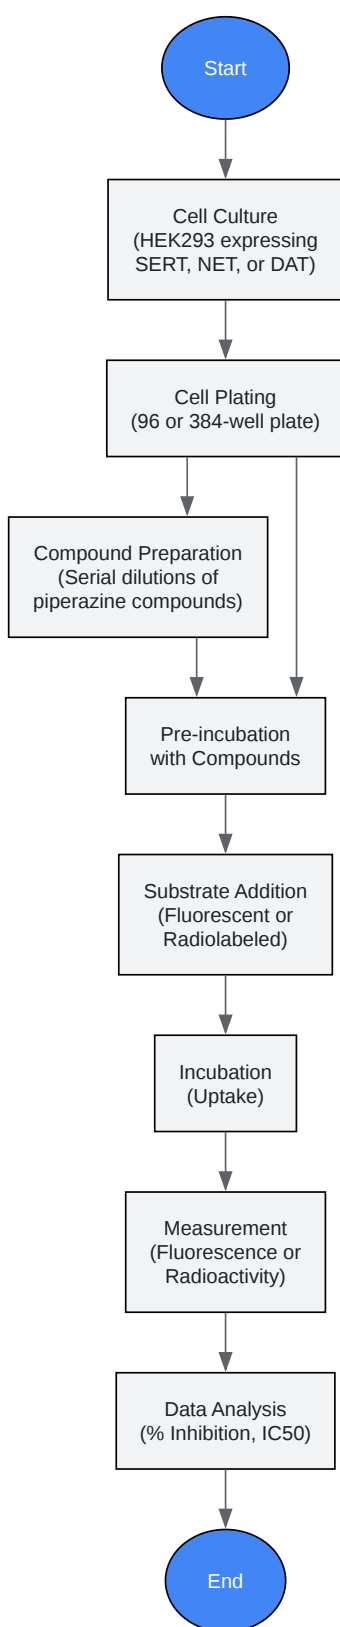 Start
Cell Culture
(HEK293 expressing
SERT, NET, or DAT)
Cell Plating
(96 or 384-well plate)
Compound Preparation
(Serial dilutions of
piperazine compounds)
Pre-incubation
with Compounds
Substrate Addition
(Fluorescent or
Radiolabeled)
Incubation
(Uptake)
Measurement
(Fluorescence or
Radioactivity)
Data Analysis
(% Inhibition, IC50)
End